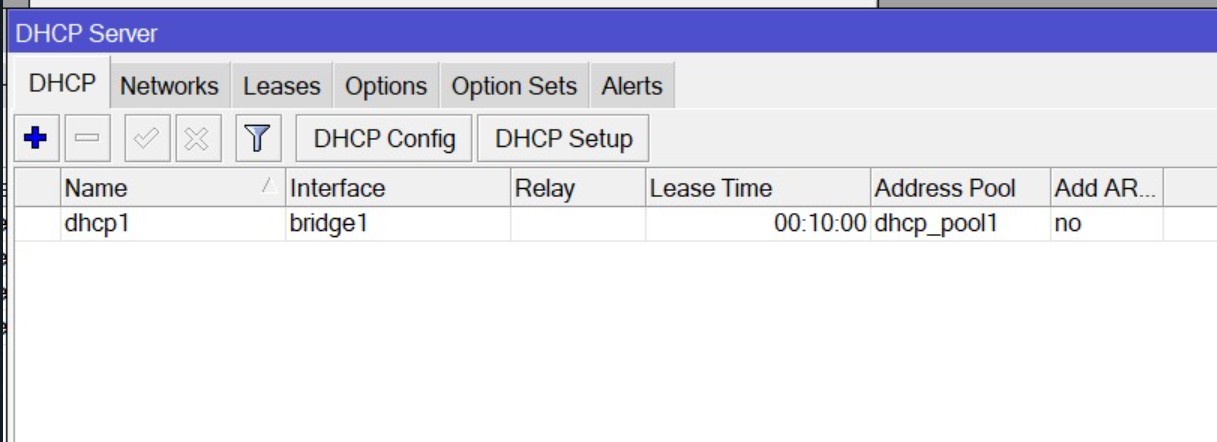 DHCP Server
DHCP Networks Leases Options Option Sets Alerts
DHCP Config DHCP Setup
Name Interface Relay Lease Time Address Pool Add AR...
dhcp1 bridge1 00:10:00 dhcp_pool1 no